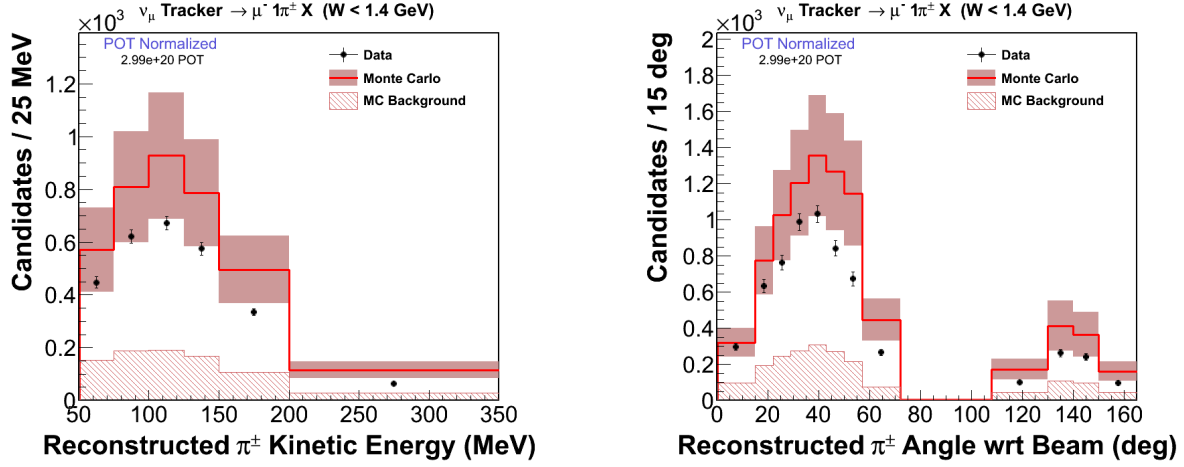 ν_μ Tracker → μ⁻ 1π± X (W < 1.4 GeV)
×10³
POT Normalized
2.99e+20 POT
Data
Monte Carlo
MC Background
Candidates / 25 MeV
1.2
1
0.8
0.6
0.4
0.2
0
50 100 150 200 250 300 350
Reconstructed π± Kinetic Energy (MeV)
ν_μ Tracker → μ⁻ 1π± X (W < 1.4 GeV)
×10³
POT Normalized
2.99e+20 POT
Data
Monte Carlo
MC Background
Candidates / 15 deg
2
1.8
1.6
1.4
1.2
1
0.8
0.6
0.4
0.2
0
0 20 40 60 80 100 120 140 160
Reconstructed π± Angle wrt Beam (deg)